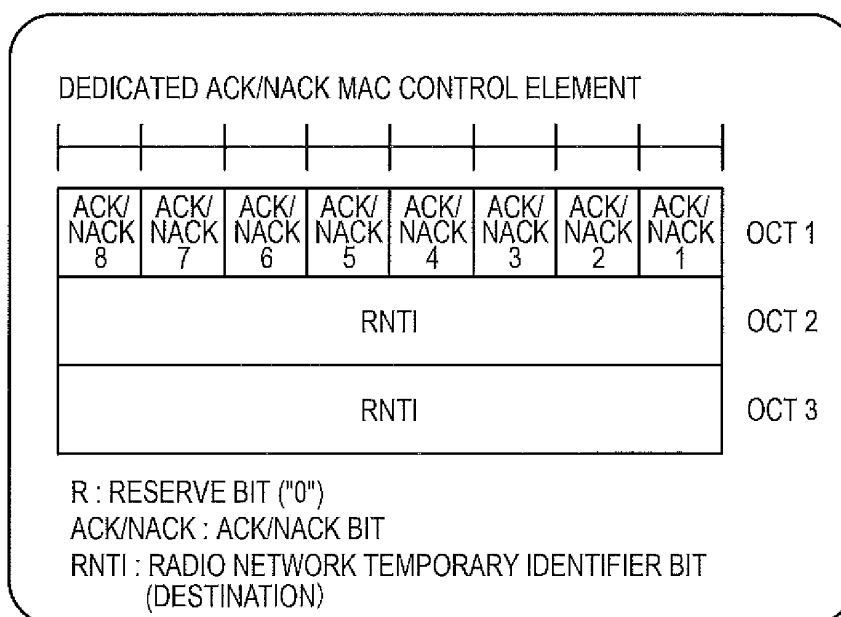 DEDICATED ACK/NACK MAC CONTROL ELEMENT
ACK/ ACK/ ACK/ ACK/ ACK/ ACK/ ACK/ ACK/
NACK NACK NACK NACK NACK NACK NACK NACK OCT 1
8 7 6 5 4 3 2 1
RNTI OCT 2
RNTI OCT 3
R : RESERVE BIT ("0")
ACK/NACK : ACK/NACK BIT
RNTI : RADIO NETWORK TEMPORARY IDENTIFIER BIT
(DESTINATION)